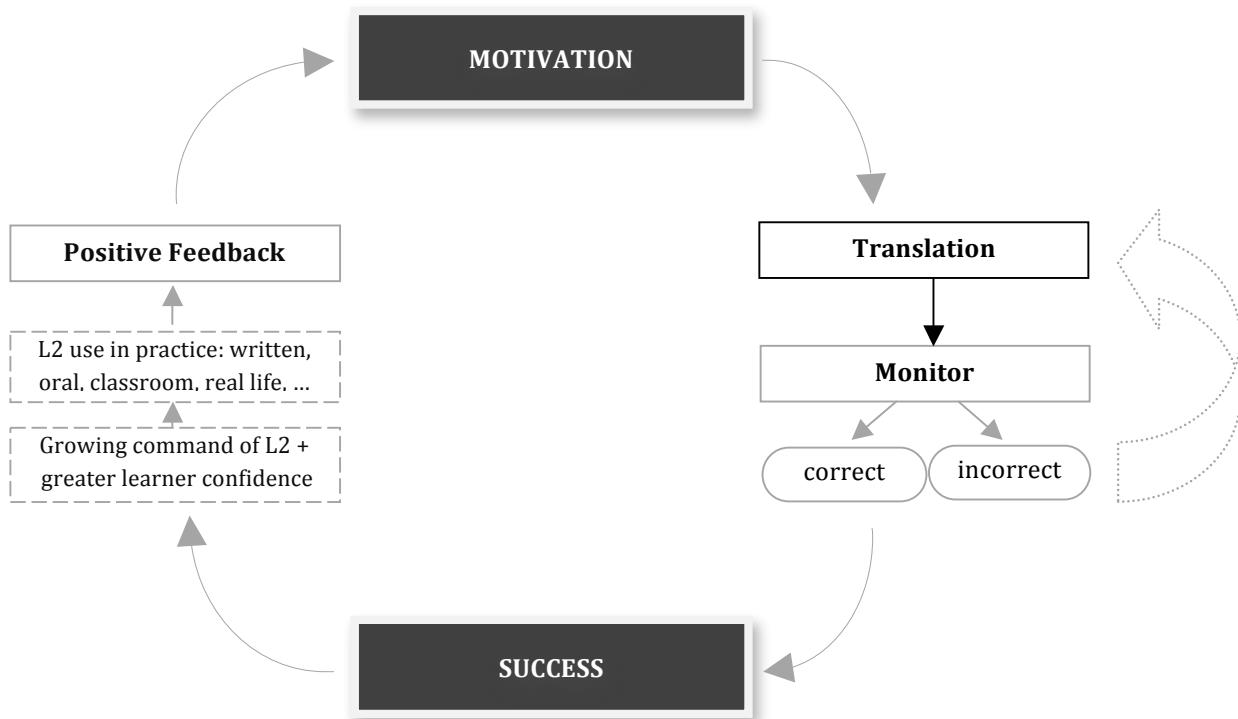 MOTIVATION
Positive Feedback
L2 use in practice: written,
oral, classroom, real life, …
Growing command of L2 +
greater learner confidence
Translation
Monitor
correct
incorrect
SUCCESS